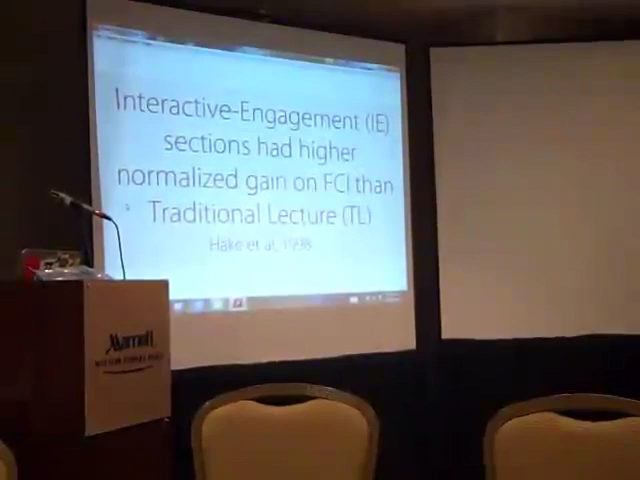 Interactive-Engagement (IE)
sections had higher
normalized gain on FCI than
Traditional Lecture (TL)
Hake et al, 1998
Marriott